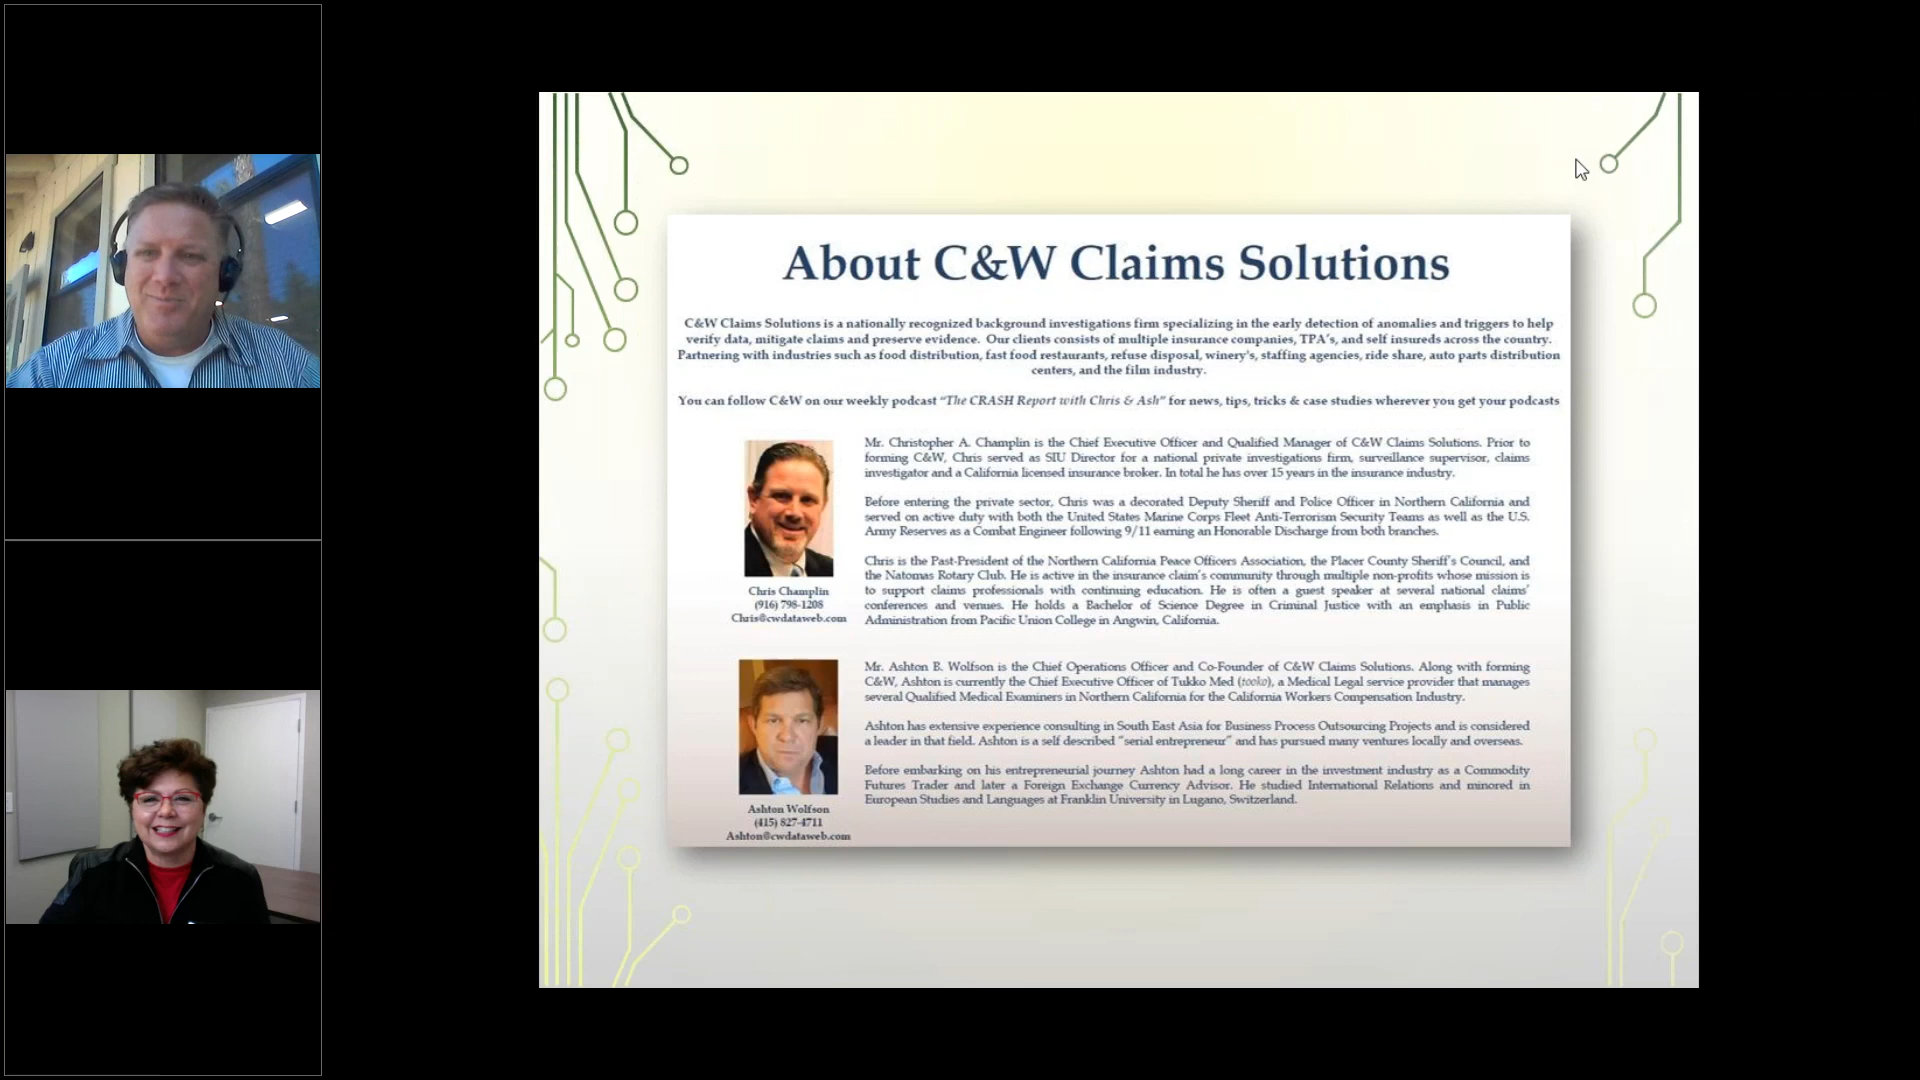 About C&W Claims Solutions
C&W Claims Solutions is a nationally recognized background investigations firm specializing in the early detection of anomalies and triggers to help
verify data, mitigate claims and preserve evidence. Our clients consists of multiple insurance companies, TPA's, and self insureds across the country.
Partnering with industries such as food distribution, fast food restaurants, refuse disposal, winery's, staffing agencies, ride share, auto parts distribution
centers, and the film industry.
You can follow C&W on our weekly podcast "The CRASH Report with Chris & Ash" for news, tips, tricks & case studies wherever you get your podcasts
Mr. Christopher A. Champlin is the Chief Executive Officer and Qualified Manager of C&W Claims Solutions. Prior to
forming C&W, Chris served as SIU Director for a national private investigations firm, surveillance supervisor, claims
investigator and a California licensed insurance broker. In total he has over 15 years in the insurance industry.
Before entering the private sector, Chris was a decorated Deputy Sheriff and Police Officer in Northern California and
served on active duty with both the United States Marine Corps Fleet Anti-Terrorism Security Teams as well as the U.S.
Army Reserves as a Combat Engineer following 9/11 earning an Honorable Discharge from both branches.
Chris is the Past-President of the Northern California Peace Officers Association, the Placer County Sheriff's Council, and
the Natomas Rotary Club. He is active in the insurance claim's community through multiple non-profits whose mission is
to support claims professionals with continuing education. He is often a guest speaker at several national claims'
conferences and venues. He holds a Bachelor of Science Degree in Criminal Justice with an emphasis in Public
Administration from Pacific Union College in Angwin, California.
Chris Champlin
(916) 798-1208
Chris@cwdataweb.com
Mr. Ashton B. Wolfson is the Chief Operations Officer and Co-Founder of C&W Claims Solutions. Along with forming
C&W, Ashton is currently the Chief Executive Officer of Tukko Med (tooko), a Medical Legal service provider that manages
several Qualified Medical Examiners in Northern California for the California Workers Compensation Industry.
Ashton has extensive experience consulting in South East Asia for Business Process Outsourcing Projects and is considered
a leader in that field. Ashton is a self described "serial entrepreneur" and has pursued many ventures locally and overseas.
Before embarking on his entrepreneurial journey Ashton had a long career in the investment industry as a Commodity
Futures Trader and later a Foreign Exchange Currency Advisor. He studied International Relations and minored in
European Studies and Languages at Franklin University in Lugano, Switzerland.
Ashton Wolfson
(415) 827-4711
Ashton@cwdataweb.com